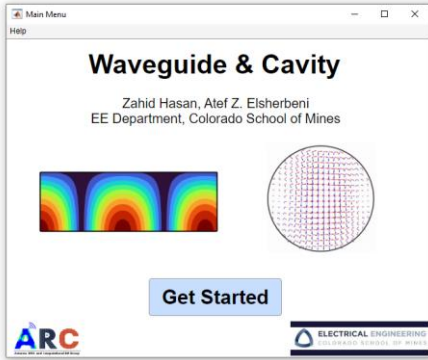 Main Menu
Help
Waveguide & Cavity
Zahid Hasan, Atef Z. Elsherbeni
EE Department, Colorado School of Mines
Get Started
ARC
ELECTRICAL ENGINEERING
COLORADO SCHOOL OF MINES